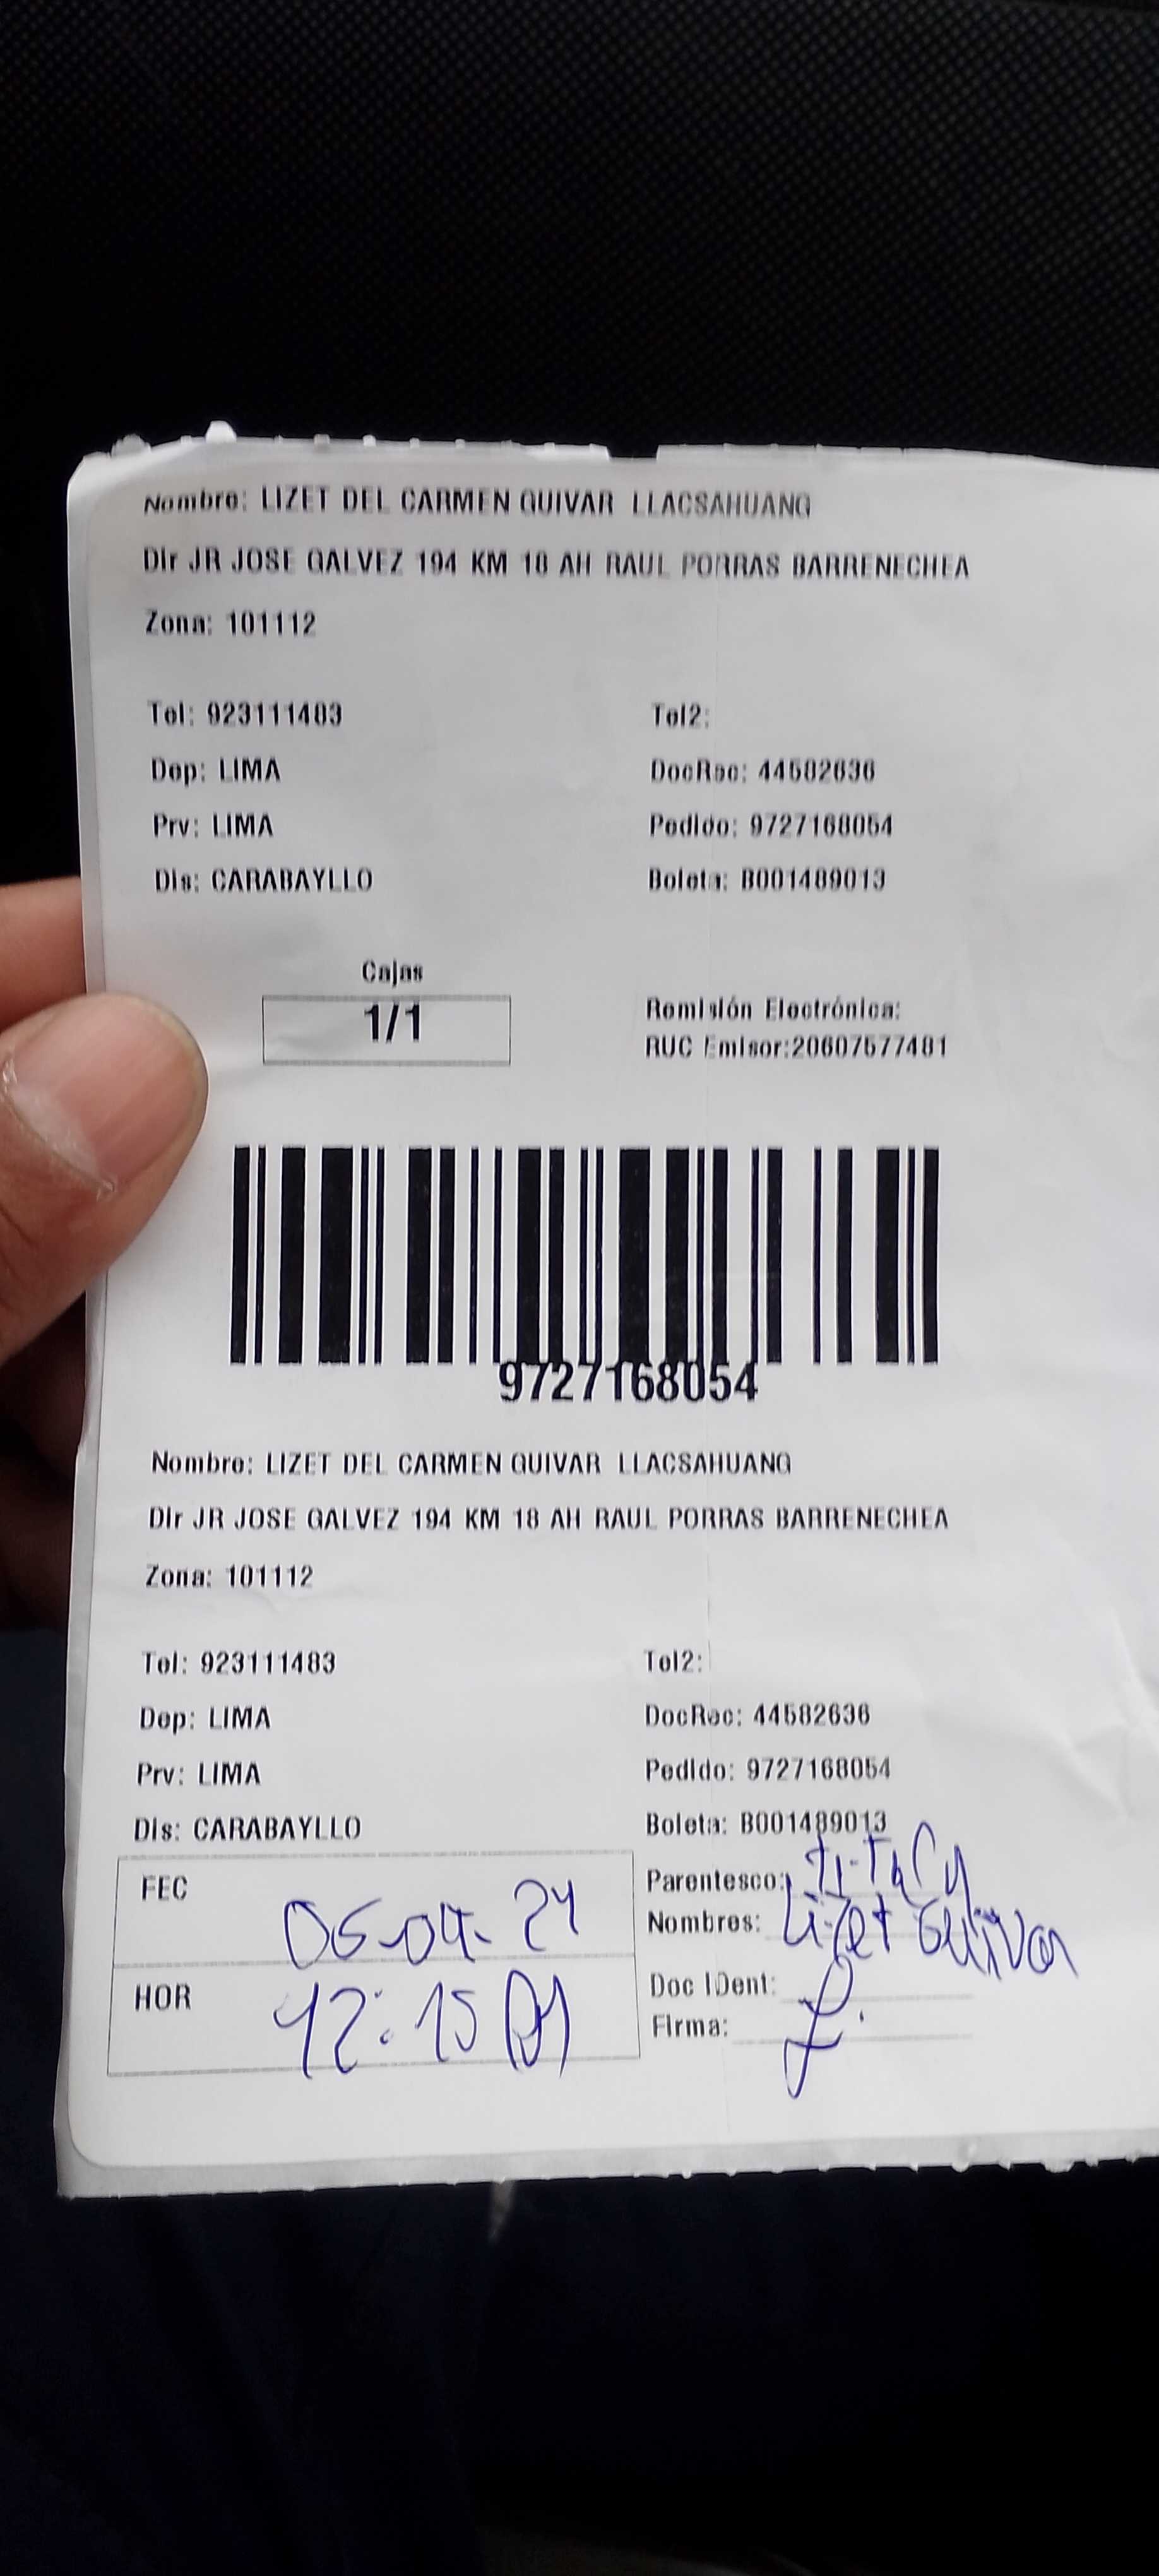 Nombre: LIZET DEL CARMEN QUIVAR LLACSAHUANG
Dir JR JOSE GALVEZ 194 KM 18 AH RAUL PORRAS BARRENECHEA
Zona: 101112
Tel: 923111483 Tel2:
Dep: LIMA DocRec: 44582636
Prv: LIMA Pedido: 9727168054
Dis: CARABAYLLO Boleta: B001489013
Cajas
1/1
Remisión Electrónica:
RUC Emisor:20607577481
9727168054
Nombre: LIZET DEL CARMEN QUIVAR LLACSAHUANG
Dir JR JOSE GALVEZ 194 KM 18 AH RAUL PORRAS BARRENECHEA
Zona: 101112
Tel: 923111483 Tel2:
Dep: LIMA DocRec: 44582636
Prv: LIMA Pedido: 9727168054
Dis: CARABAYLLO Boleta: B001489013
FEC
Parentesco:
Nombres: Lizet Guivar
HOR 12:15
Doc IDent:
Firma: